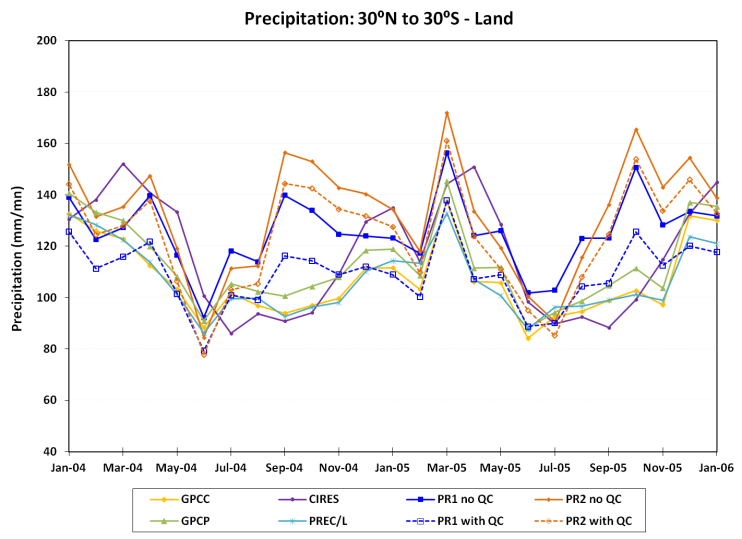 Precipitation: 30⁰N to 30⁰S - Land
Precipitation (mm/mn)
200
180
160
140
120
100
80
60
40
Jan-04 Mar-04 May-04 Jul-04 Sep-04 Nov-04 Jan-05 Mar-05 May-05 Jul-05 Sep-05 Nov-05 Jan-06
GPCC CIRES PR1 no QC PR2 no QC
GPCP PREC/L PR1 with QC PR2 with QC